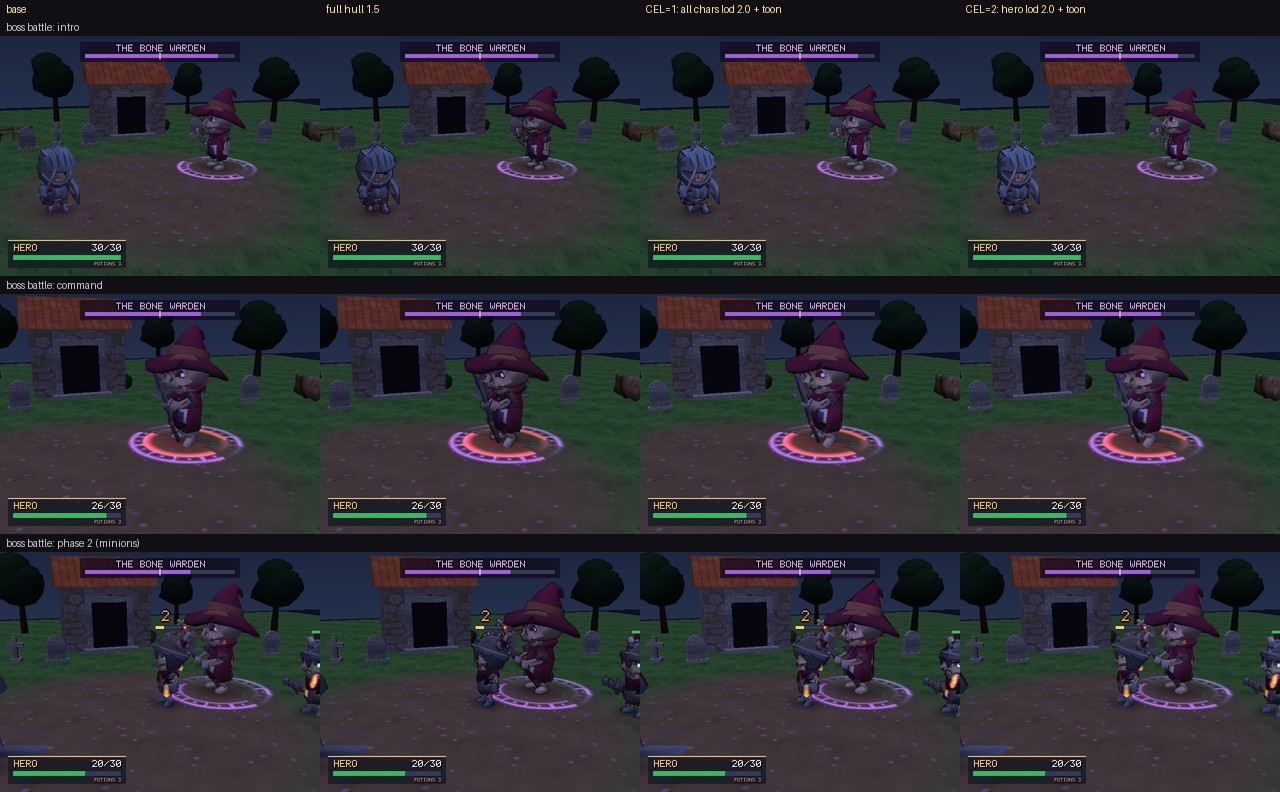 base full hull 1.5 CEL=1: all chars lod 2.0 + toon CEL=2: hero lod 2.0 + toon
boss battle: intro
THE BONE WARDEN THE BONE WARDEN THE BONE WARDEN THE BONE WARDEN
HERO 30/30 HERO 30/30 HERO 30/30 HERO 30/30
POTIONS 3 POTIONS 3 POTIONS 3 POTIONS 3
boss battle: command
THE BONE WARDEN THE BONE WARDEN THE BONE WARDEN THE BONE WARDEN
HERO 26/30 HERO 26/30 HERO 26/30 HERO 26/30
POTIONS 3 POTIONS 3 POTIONS 3 POTIONS 3
boss battle: phase 2 (minions)
THE BONE WARDEN THE BONE WARDEN THE BONE WARDEN THE BONE WARDEN
2 2 2 2
HERO 20/30 HERO 20/30 HERO 20/30 HERO 20/30
POTIONS 3 POTIONS 3 POTIONS 3 POTIONS 3